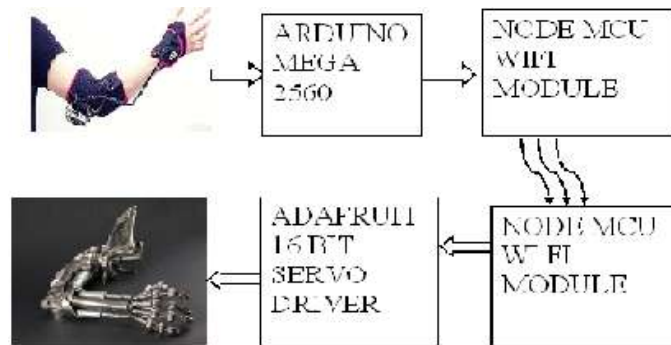 ARDUINO
MEGA
2560
NODE MCU
WIFI
MODULE
ADAFRUIT
16 BIT
SERVO
DRIVER
NODE MCU
WI FI
MODULE